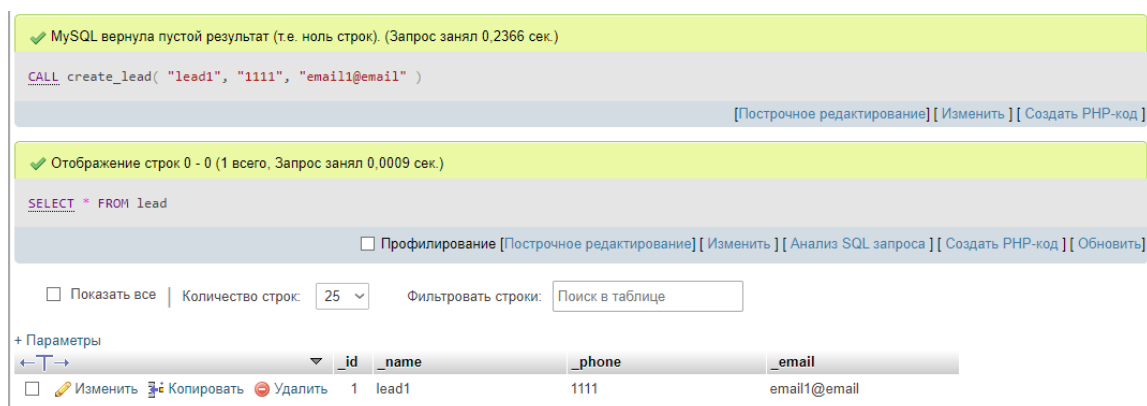 MySQL вернула пустой результат (т.е. ноль строк). (Запрос занял 0,2366 сек.)
CALL create_lead( "lead1", "1111", "email1@email" )
[Построчное редактирование] [ Изменить ] [ Создать PHP-код ]
Отображение строк 0 - 0 (1 всего, Запрос занял 0,0009 сек.)
SELECT * FROM lead
Профилирование [Построчное редактирование] [ Изменить ] [ Анализ SQL запроса ] [ Создать PHP-код ] [ Обновить]
Показать все | Количество строк: 25 Фильтровать строки: Поиск в таблице
+ Параметры
←T→ ▼ _id _name _phone _email
Изменить Копировать Удалить 1 lead1 1111 email1@email